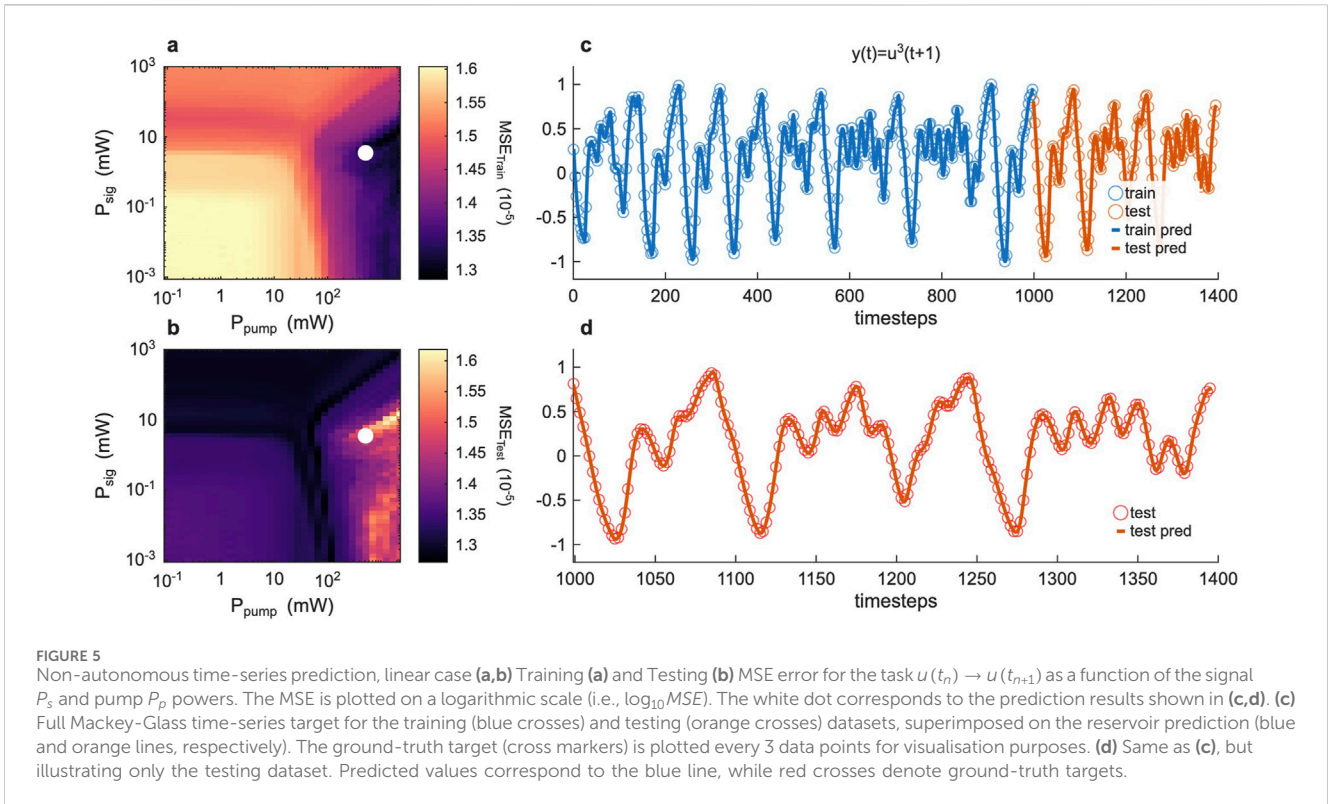 a
10³
10
10⁻¹
10⁻³
P_sig (mW)
10⁻¹
1
10
10²
P_pump (mW)
1.6
1.55
1.5
1.45
1.4
1.35
1.3
MSE_Train (10⁻⁵)
b
10³
10
10⁻¹
10⁻³
P_sig (mW)
10⁻¹
1
10
10²
P_pump (mW)
1.6
1.55
1.5
1.45
1.4
1.35
1.3
MSE_Test (10⁻⁵)
c
y(t)=u³(t+1)
1
0.5
0
-0.5
-1
train
test
train pred
test pred
0
200
400
600
800
1000
1200
1400
timesteps
d
1
0.5
0
-0.5
-1
test
test pred
1000
1050
1100
1150
1200
1250
1300
1350
1400
timesteps
FIGURE 5
Non-autonomous time-series prediction, linear case (a,b) Training (a) and Testing (b) MSE error for the task u(tₙ) → u(tₙ₊₁) as a function of the signal
Pₛ and pump Pₚ powers. The MSE is plotted on a logarithmic scale (i.e., log₁₀MSE). The white dot corresponds to the prediction results shown in (c,d). (c)
Full Mackey-Glass time-series target for the training (blue crosses) and testing (orange crosses) datasets, superimposed on the reservoir prediction (blue
and orange lines, respectively). The ground-truth target (cross markers) is plotted every 3 data points for visualisation purposes. (d) Same as (c), but
illustrating only the testing dataset. Predicted values correspond to the blue line, while red crosses denote ground-truth targets.